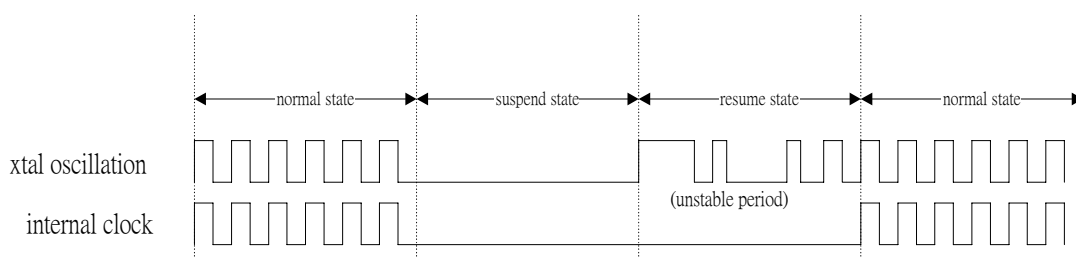 normal state suspend state resume state normal state
xtal oscillation
(unstable period)
internal clock